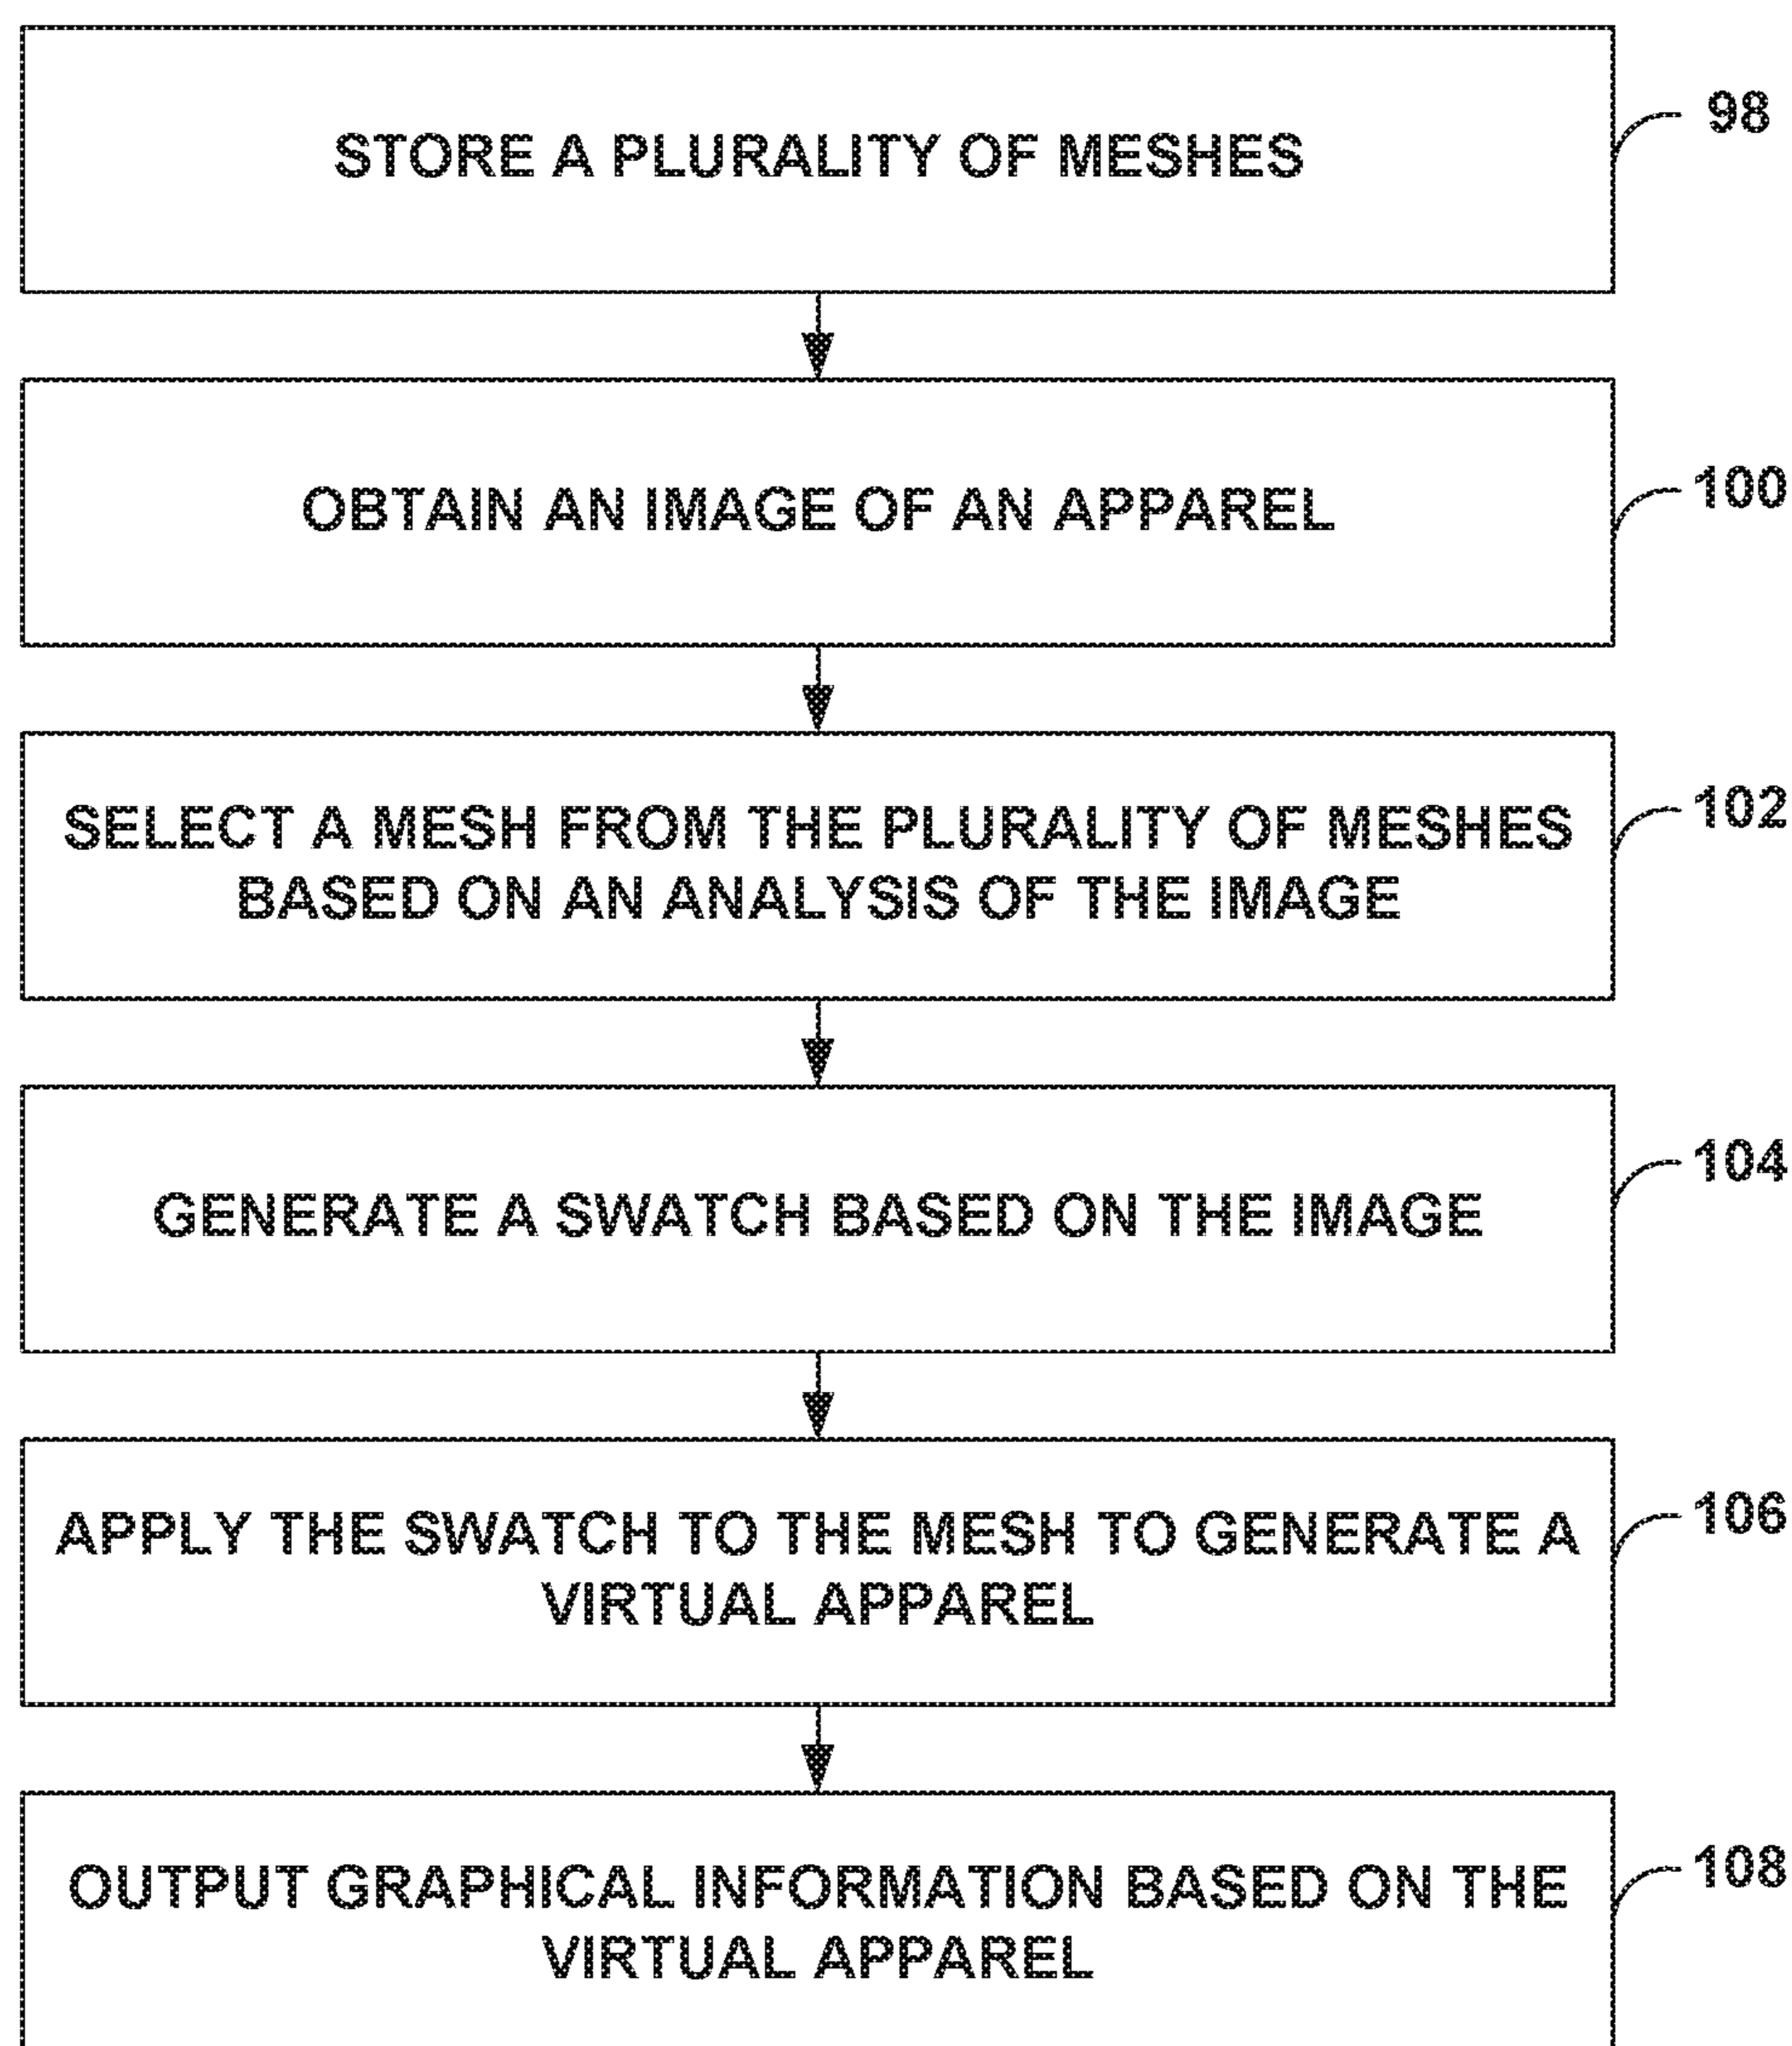 STORE A PLURALITY OF MESHES
98
OBTAIN AN IMAGE OF AN APPAREL
100
SELECT A MESH FROM THE PLURALITY OF MESHES
BASED ON AN ANALYSIS OF THE IMAGE
102
GENERATE A SWATCH BASED ON THE IMAGE
104
APPLY THE SWATCH TO THE MESH TO GENERATE A
VIRTUAL APPAREL
106
OUTPUT GRAPHICAL INFORMATION BASED ON THE
VIRTUAL APPAREL
108